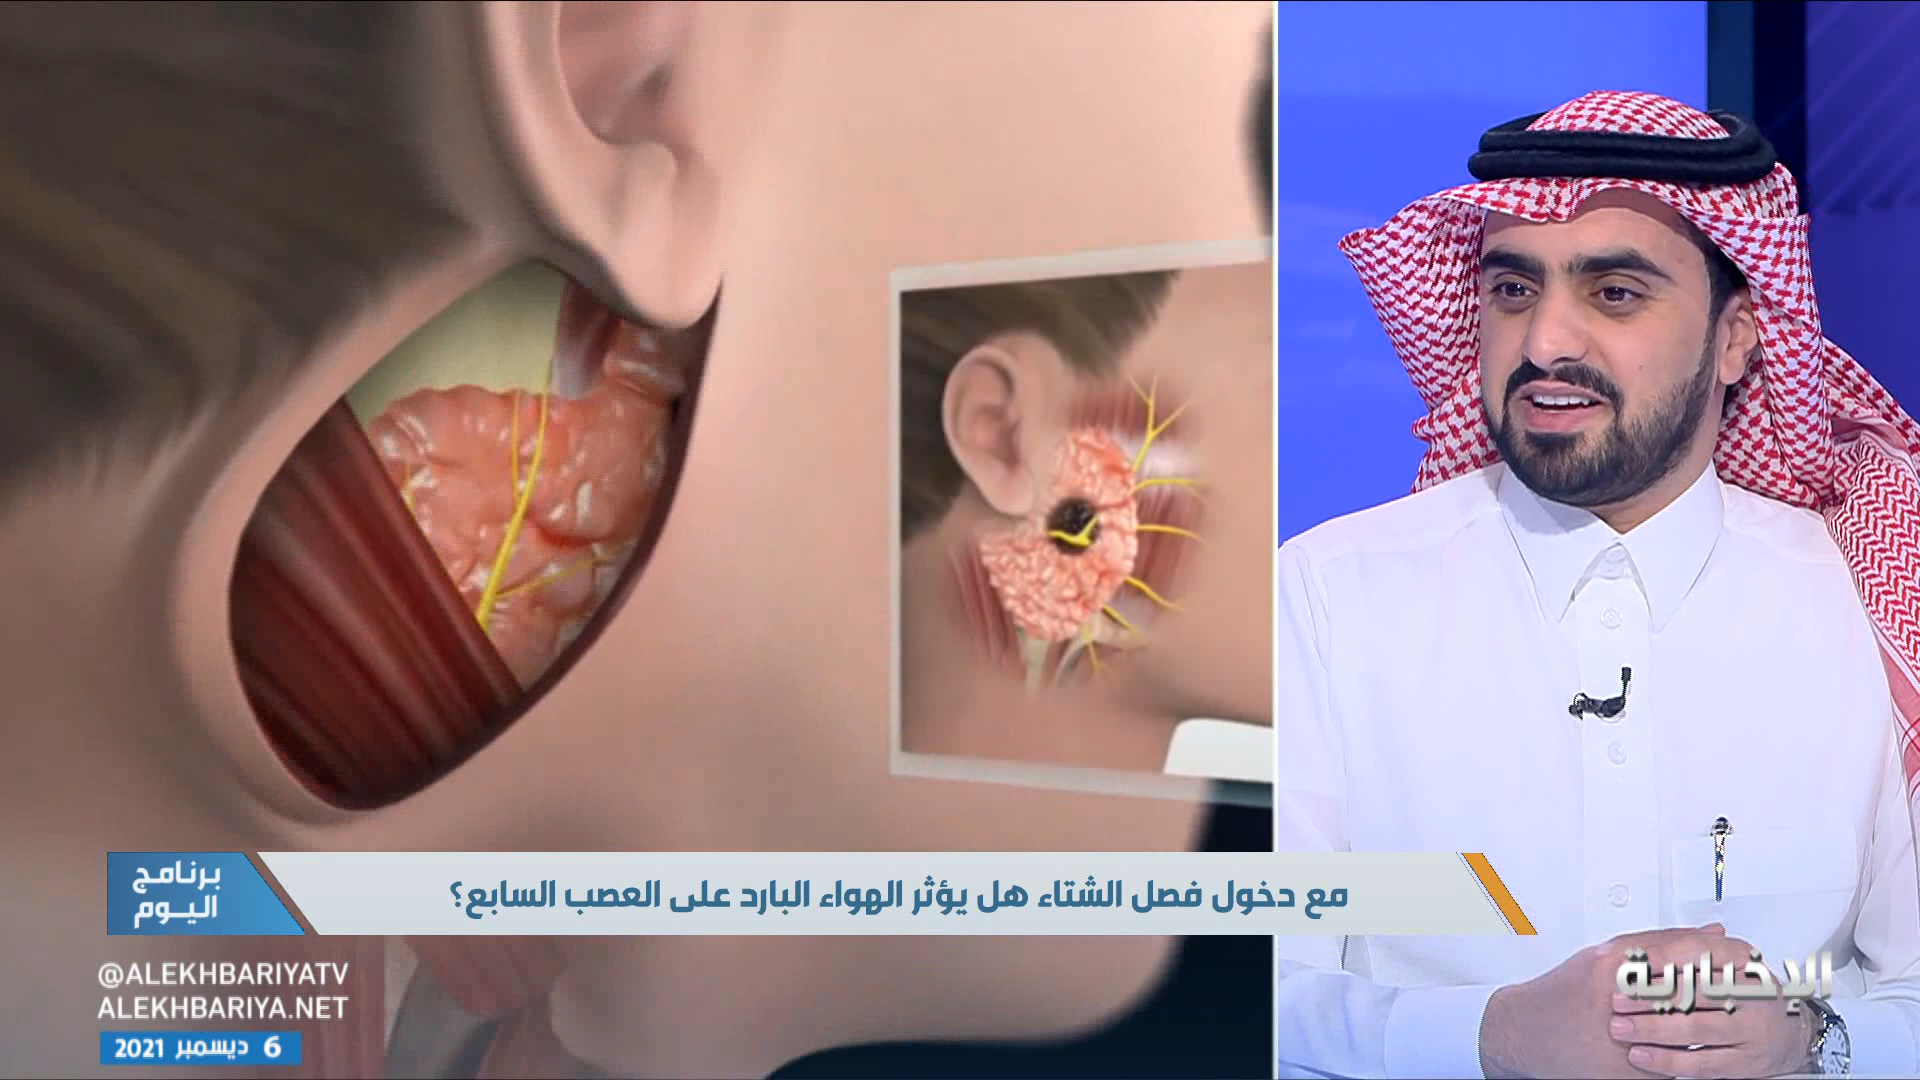 برنامج
اليوم
مع دخول فصل الشتاء هل يؤثر الهواء البارد على العصب السابع؟
@ALEKHBARIYATV
ALEKHBARIYA.NET
6 ديسمبر 2021
الإخبارية